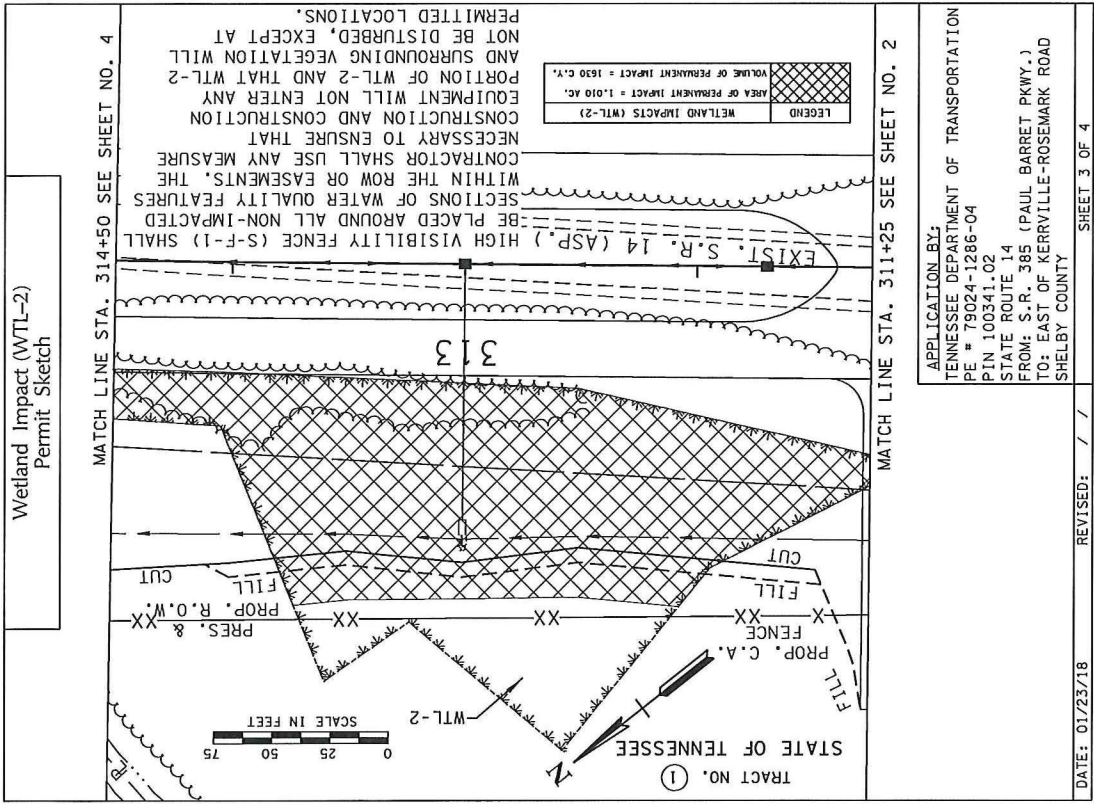 Wetland Impact (WTL-2)
Permit Sketch
MATCH LINE STA. 314+50 SEE SHEET NO. 4
MATCH LINE STA. 311+25 SEE SHEET NO. 2
TRACT NO. 1
STATE OF TENNESSEE
N
SCALE IN FEET
0 25 50 75
WTL-2
PROP. C.A.
FENCE
PRES. &
PROP. R.O.W.
FILL
FILL
CUT
FILL
CUT
XX XX XX XX X
313
EXIST. S.R. 14 (ASP.)
HIGH VISIBILITY FENCE (S-F-1) SHALL
BE PLACED AROUND ALL NON-IMPACTED
SECTIONS OF WATER QUALITY FEATURES
WITHIN THE ROW OR EASEMENTS. THE
CONTRACTOR SHALL USE ANY MEASURE
NECESSARY TO ENSURE THAT
CONSTRUCTION AND CONSTRUCTION
EQUIPMENT WILL NOT ENTER ANY
PORTION OF WTL-2 AND THAT WTL-2
AND SURROUNDING VEGETATION WILL
NOT BE DISTURBED, EXCEPT AT
PERMITTED LOCATIONS.
LEGEND
WETLAND IMPACTS (WTL-2)
AREA OF PERMANENT IMPACT = 1.010 AC.
VOLUME OF PERMANENT IMPACT = 1630 C.Y.
APPLICATION BY:
TENNESSEE DEPARTMENT OF TRANSPORTATION
PE # 79024-1286-04
PIN 100341.02
STATE ROUTE 14
FROM: S.R. 385 (PAUL BARRET PKWY.)
TO: EAST OF KERRVILLE-ROSEMARK ROAD
SHELBY COUNTY
DATE: 01/23/18
REVISED: / /
SHEET 3 OF 4